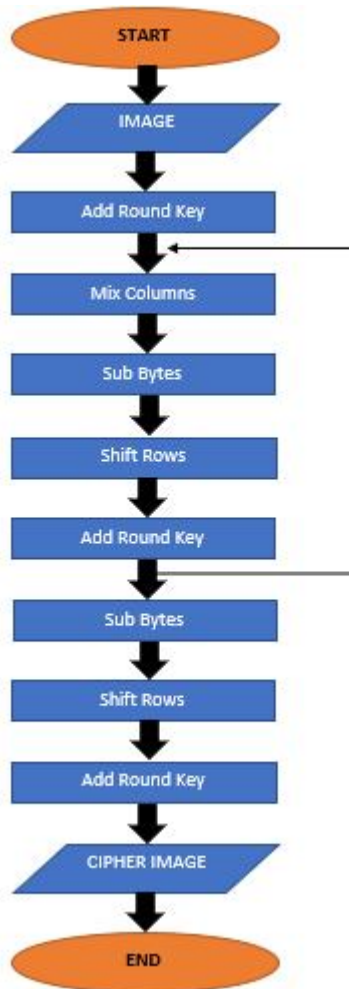 START
IMAGE
Add Round Key
Mix Columns
Sub Bytes
Shift Rows
Add Round Key
Sub Bytes
Shift Rows
Add Round Key
CIPHER IMAGE
END